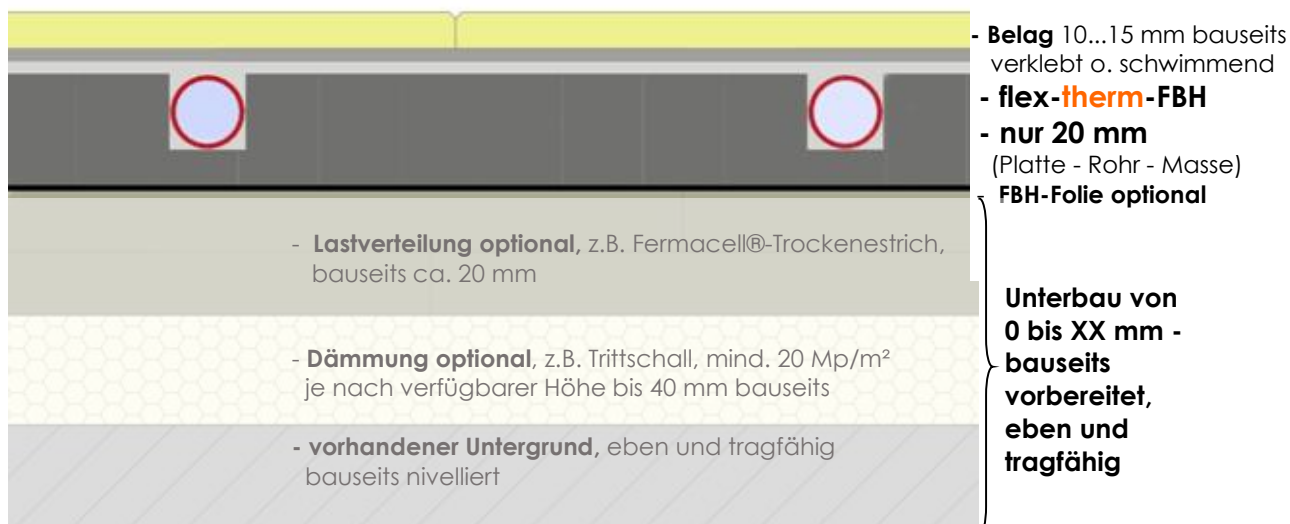 - Belag 10...15 mm bauseits
verklebt o. schwimmend
- flex-therm-FBH
- nur 20 mm
(Platte - Rohr - Masse)
- FBH-Folie optional
- Lastverteilung optional, z.B. Fermacell®-Trockenestrich,
bauseits ca. 20 mm
- Dämmung optional, z.B. Trittschall, mind. 20 Mp/m²
je nach verfügbarer Höhe bis 40 mm bauseits
- vorhandener Untergrund, eben und tragfähig
bauseits nivelliert
Unterbau von
0 bis XX mm -
bauseits
vorbereitet,
eben und
tragfähig